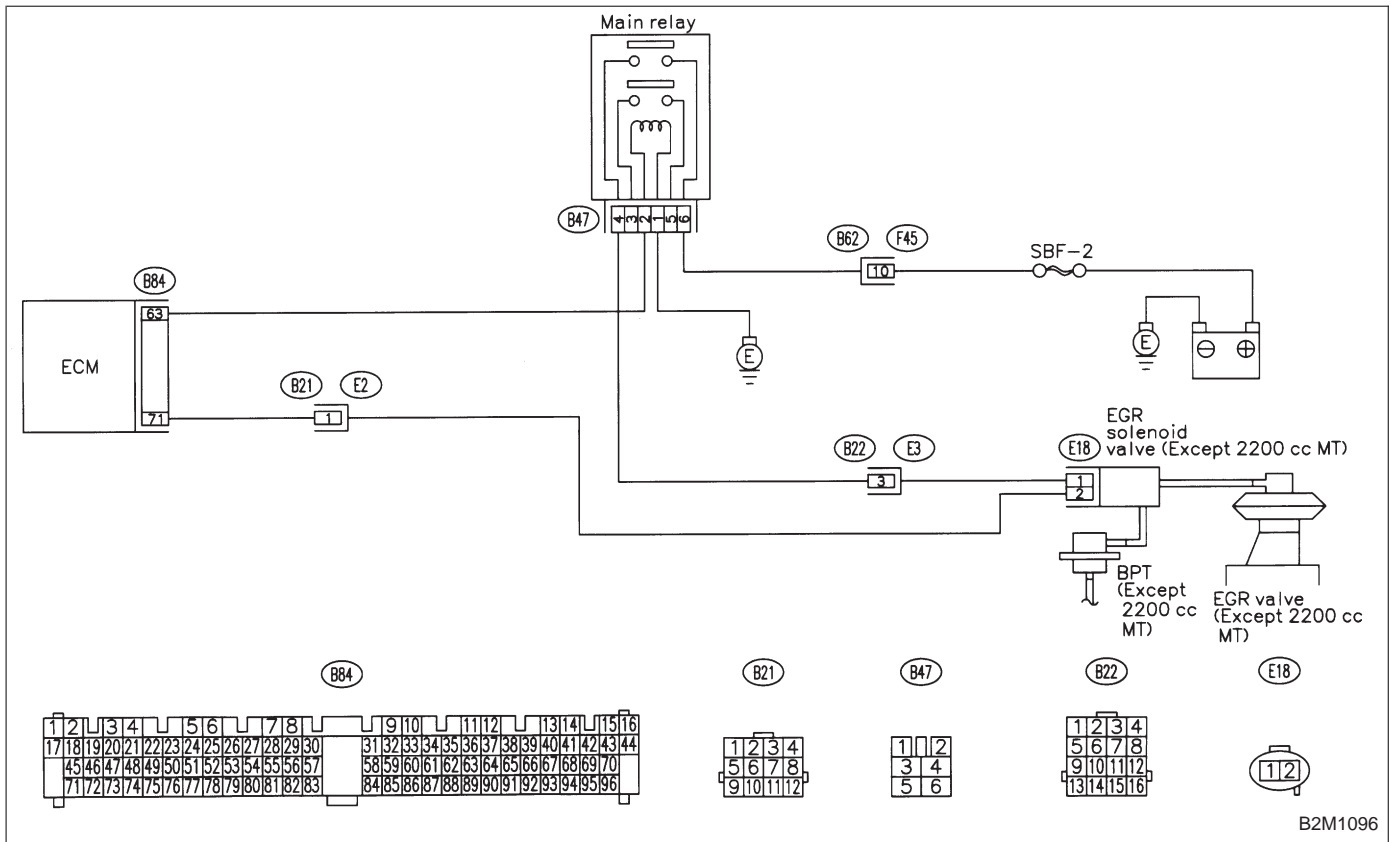 Main relay
B47
4 3 2 1 5 6
B62 F45
10
SBF-2
B84
63
ECM
71
B21 E2
1
E
E
⊖ ⊕
B22 E3
3
E18
1
2
EGR
solenoid
valve (Except 2200 cc MT)
BPT
(Except
2200 cc
MT)
EGR valve
(Except 2200 cc
MT)
B84
1 2 3 4 5 6 7 8 9 10 11 12 13 14 15 16
17 18 19 20 21 22 23 24 25 26 27 28 29 30 31 32 33 34 35 36 37 38 39 40 41 42 43 44
45 46 47 48 49 50 51 52 53 54 55 56 57 58 59 60 61 62 63 64 65 66 67 68 69 70
71 72 73 74 75 76 77 78 79 80 81 82 83 84 85 86 87 88 89 90 91 92 93 94 95 96
B21
1 2 3 4
5 6 7 8
9 10 11 12
B47
1 2
3 4
5 6
B22
1 2 3 4
5 6 7 8
9 10 11 12
13 14 15 16
E18
1 2
B2M1096